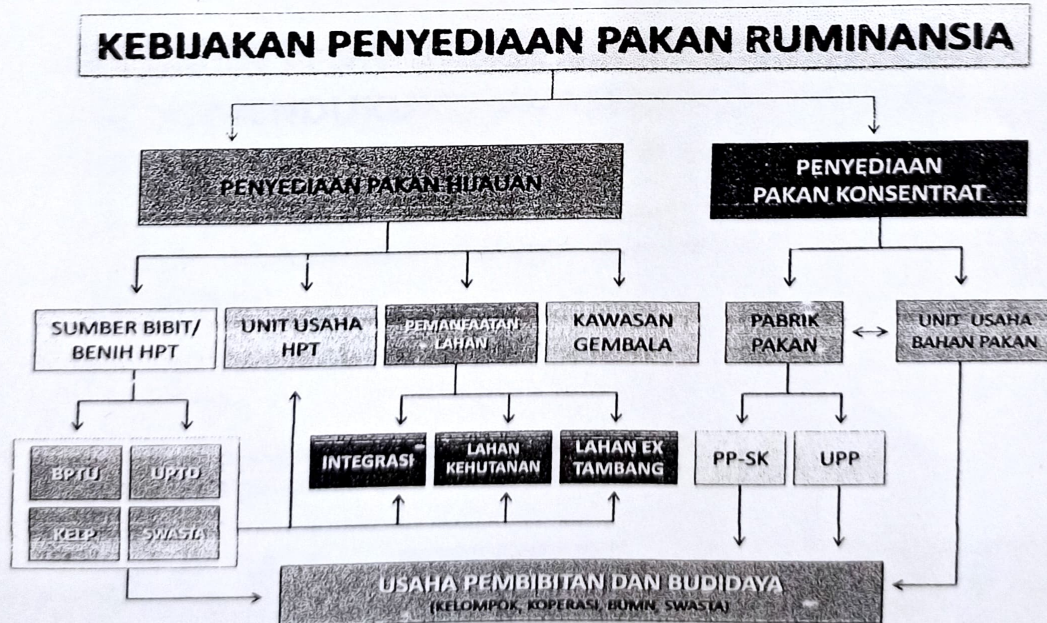 KEBIJAKAN PENYEDIAAN PAKAN RUMINANSIA
PENYEDIAAN PAKAN HIJAUAN
PENYEDIAAN
PAKAN KONSENTRAT
SUMBER BIBIT/
BENIH HPT
UNIT USAHA
HPT
PEMANFAATAN
LAHAN
KAWASAN
GEMBALA
PABRIK
PAKAN
UNIT USAHA
BAHAN PAKAN
BPTU
UPTD
KELP
SWASTA
INTEGRASI
LAHAN
KEHUTANAN
LAHAN EX
TAMBANG
PP-SK
UPP
USAHA PEMBIBITAN DAN BUDIDAYA
(KELOMPOK, KOPERASI, BUMN, SWASTA)